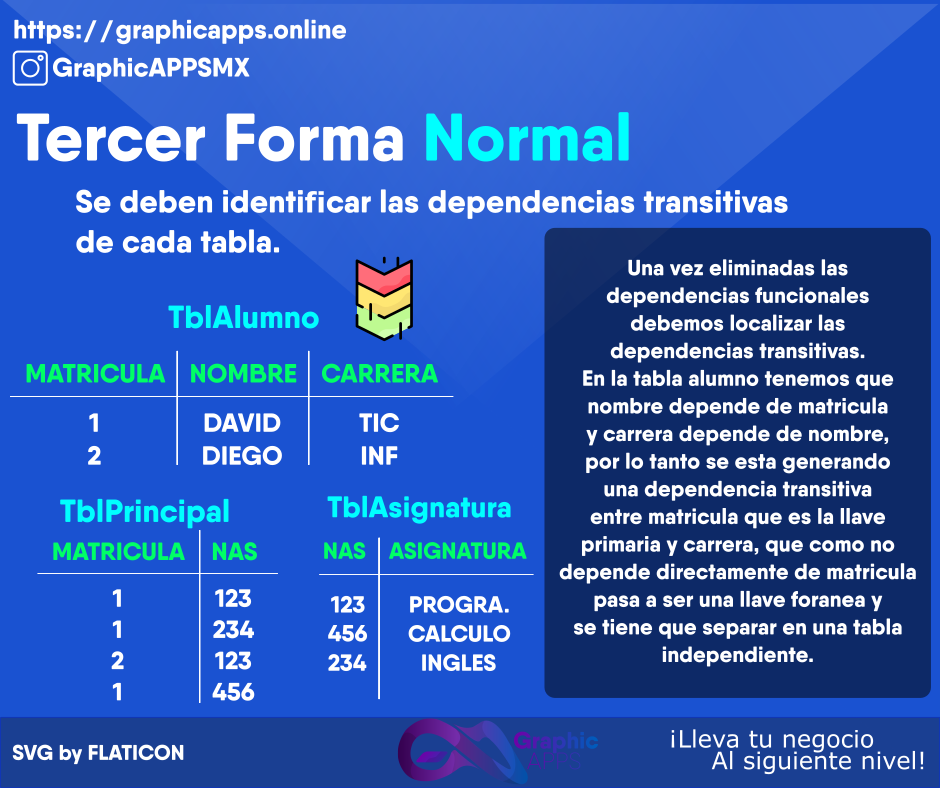 https://graphicapps.online
GraphicAPPSMX
Tercer Forma Normal
Se deben identificar las dependencias transitivas
de cada tabla.
TblAlumno
MATRICULA NOMBRE CARRERA
1 DAVID TIC
2 DIEGO INF
TblPrincipal
MATRICULA NAS
1 123
1 234
2 123
1 456
TblAsignatura
NAS ASIGNATURA
123 PROGRA.
456 CALCULO
234 INGLES
Una vez eliminadas las
dependencias funcionales
debemos localizar las
dependencias transitivas.
En la tabla alumno tenemos que
nombre depende de matricula
y carrera depende de nombre,
por lo tanto se esta generando
una dependencia transitiva
entre matricula que es la llave
primaria y carrera, que como no
depende directamente de matricula
pasa a ser una llave foranea y
se tiene que separar en una tabla
independiente.
SVG by FLATICON
Graphic
¡Lleva tu negocio
Al siguiente nivel!